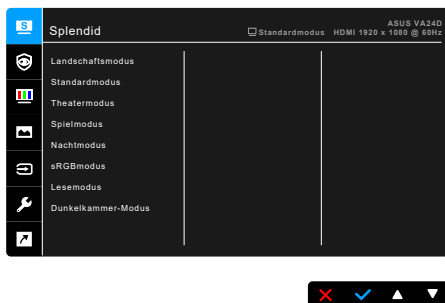 S
Splendid
Standardmodus
ASUS VA24D
HDMI 1920 x 1080 @ 60Hz
Landschaftsmodus
Standardmodus
Theatermodus
Spielmodus
Nachtmodus
sRGBmodus
Lesemodus
Dunkelkammer-Modus